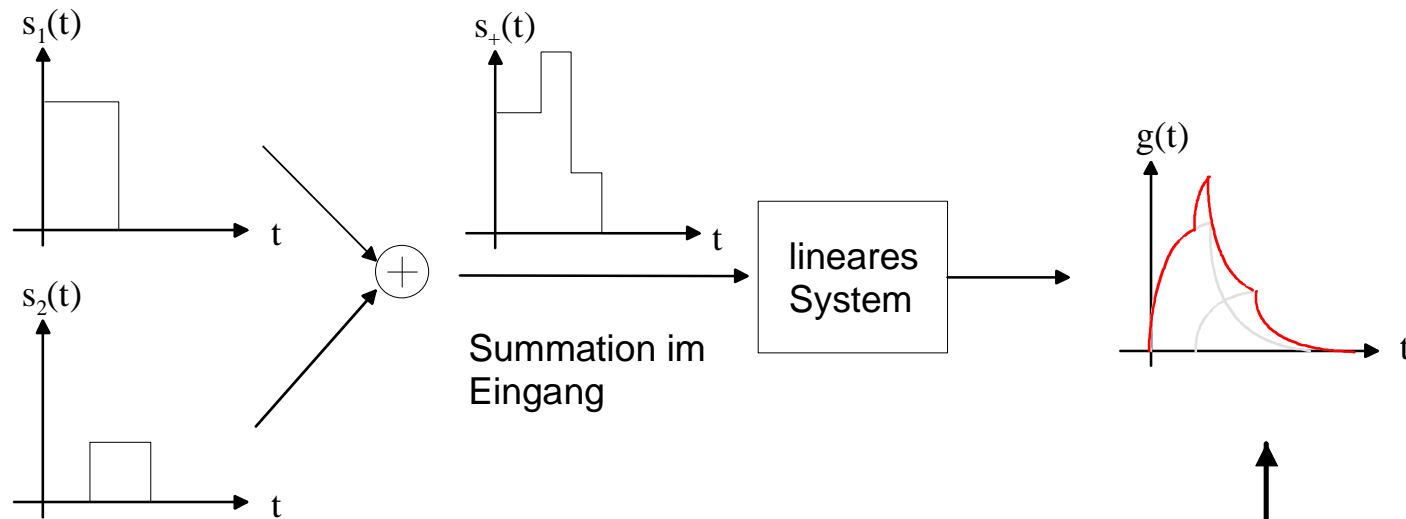 s₁(t)
t
s₂(t)
t
+
s₊(t)
t
Summation im
Eingang
lineares
System
g(t)
t